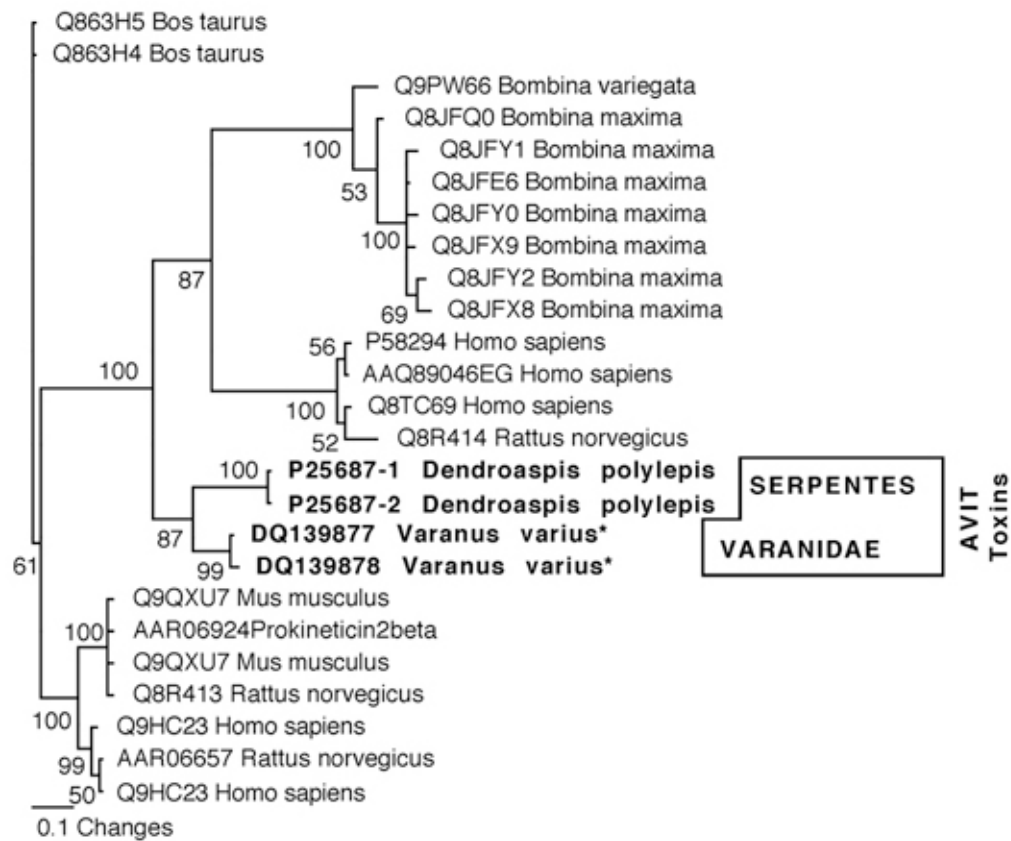 Q863H5 Bos taurus
Q863H4 Bos taurus
Q9PW66 Bombina variegata
Q8JFQ0 Bombina maxima
100
Q8JFY1 Bombina maxima
Q8JFE6 Bombina maxima
53
Q8JFY0 Bombina maxima
100
Q8JFX9 Bombina maxima
87
Q8JFY2 Bombina maxima
69
Q8JFX8 Bombina maxima
56
P58294 Homo sapiens
100
AAQ89046EG Homo sapiens
100
Q8TC69 Homo sapiens
52
Q8R414 Rattus norvegicus
100
P25687-1 Dendroaspis polylepis
P25687-2 Dendroaspis polylepis
SERPENTES
87
DQ139877 Varanus varius*
VARANIDAE
99
DQ139878 Varanus varius*
AVIT
Toxins
61
Q9QXU7 Mus musculus
100
AAR06924Prokineticin2beta
Q9QXU7 Mus musculus
Q8R413 Rattus norvegicus
100
Q9HC23 Homo sapiens
99
AAR06657 Rattus norvegicus
50
Q9HC23 Homo sapiens
0.1 Changes